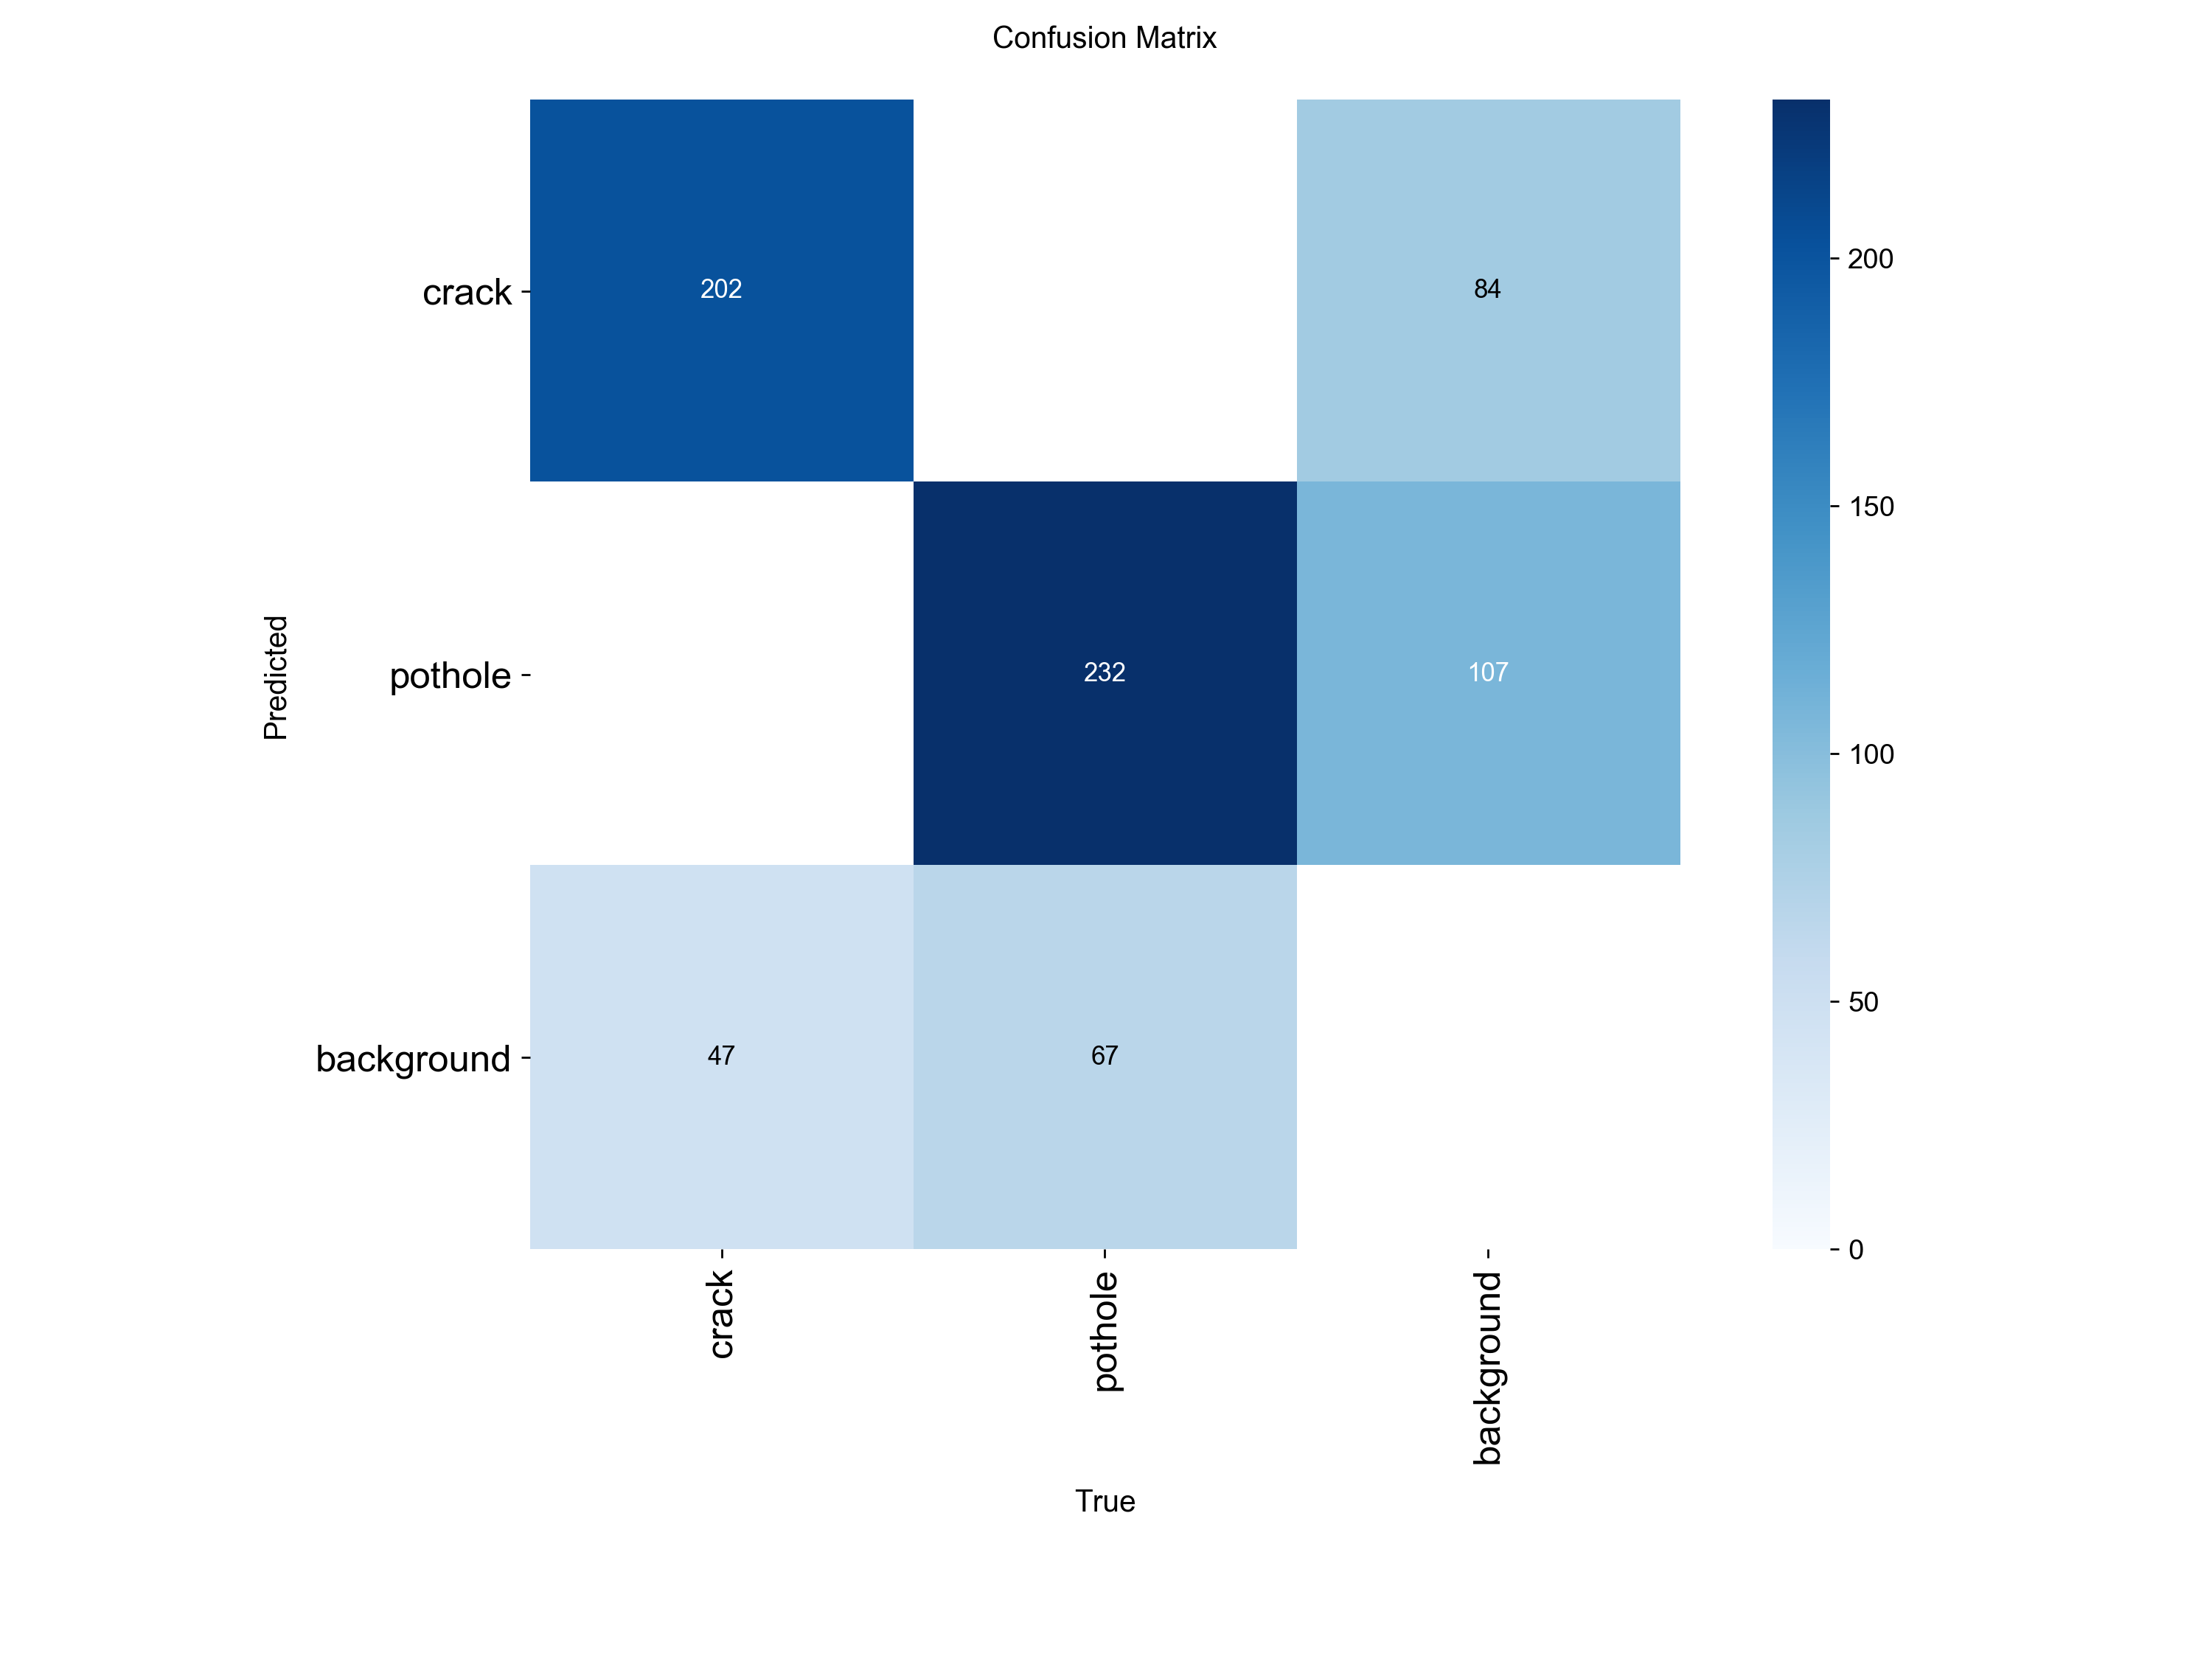 Confusion Matrix
crack
202
84
200
150
Predicted
pothole
232
107
100
background
47
67
50
0
crack
pothole
background
True